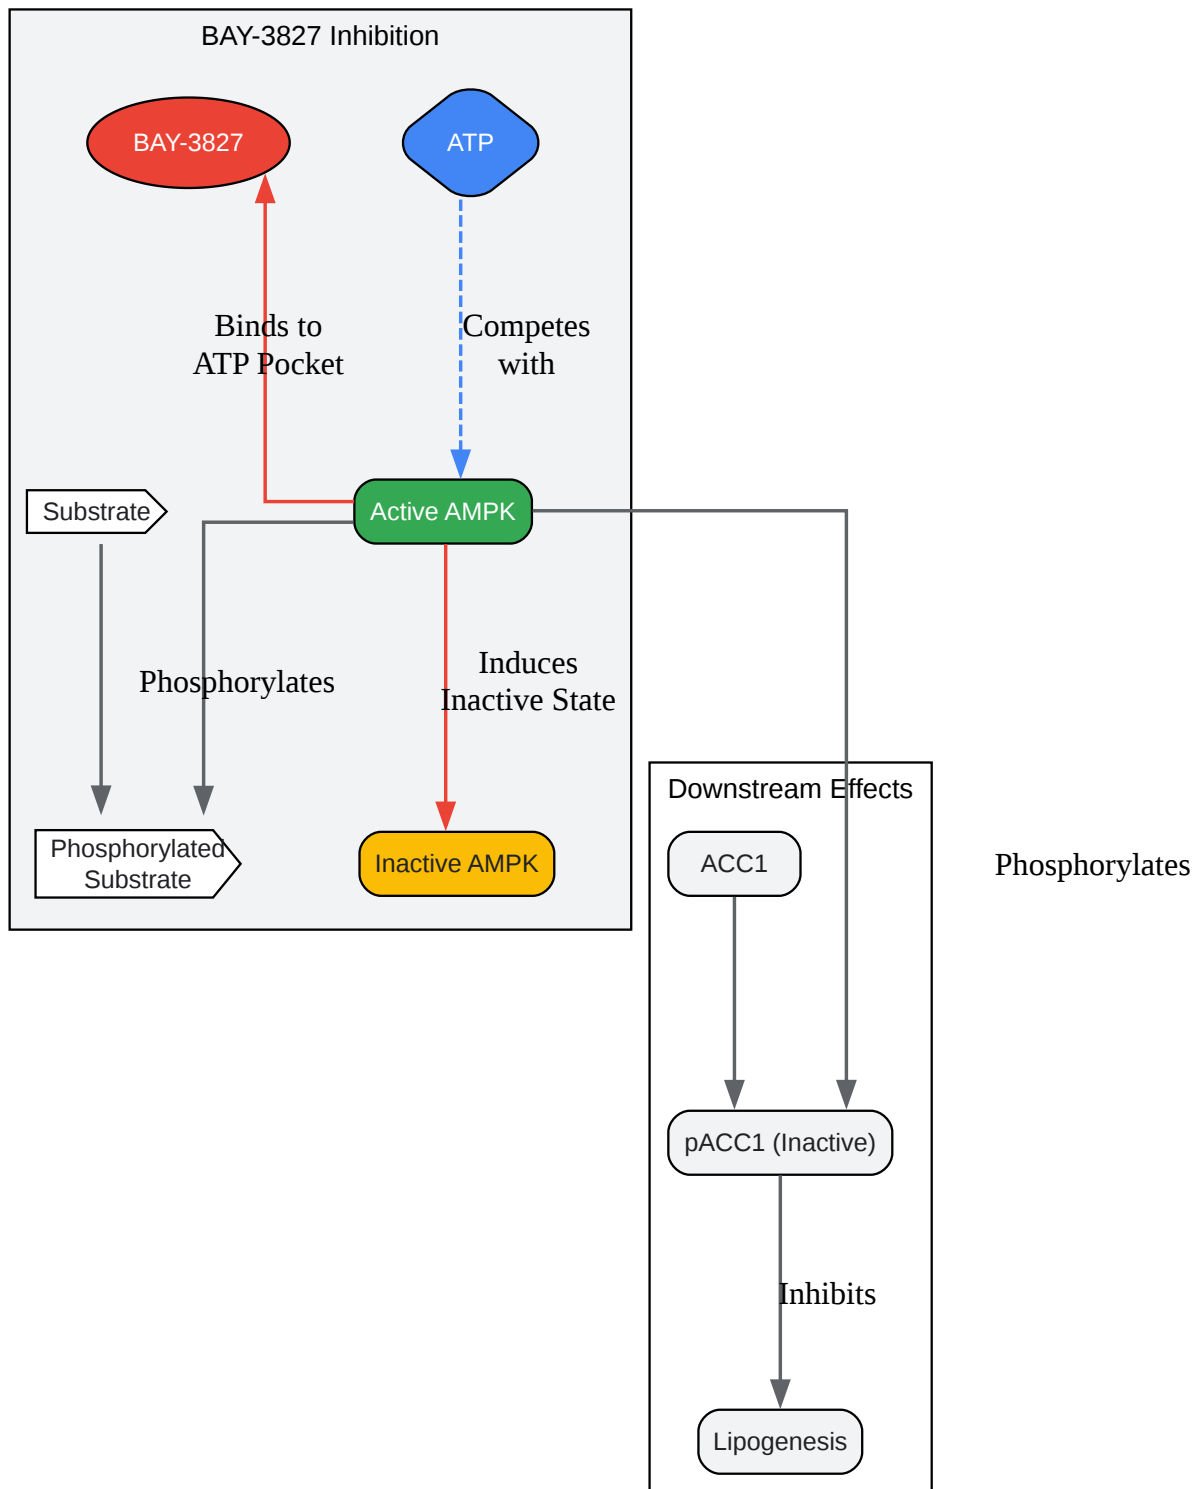 BAY-3827 Inhibition
BAY-3827
ATP
Binds to
ATP Pocket
Competes
with
Substrate
Active AMPK
Phosphorylates
Induces
Inactive State
Phosphorylated
Substrate
Inactive AMPK
Downstream Effects
ACC1
Phosphorylates
pACC1 (Inactive)
Inhibits
Lipogenesis